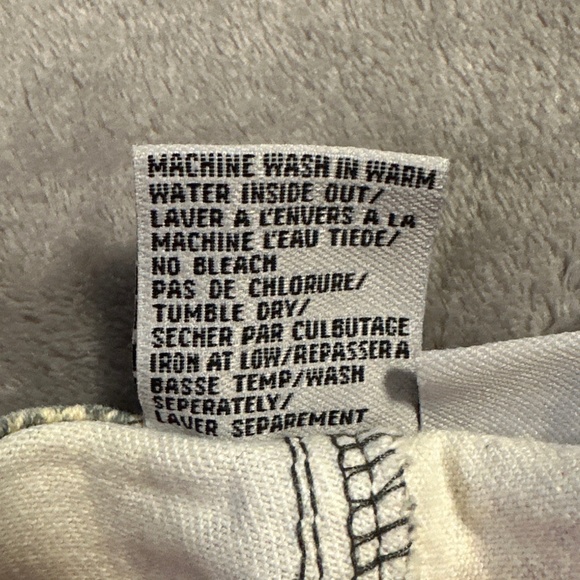 MACHINE WASH IN WARM
WATER INSIDE OUT/
LAVER A L'ENVERS A LA
MACHINE L'EAU TIEDE/
NO BLEACH
PAS DE CHLORURE/
TUMBLE DRY/
SECHER PAR CULBUTAGE
IRON AT LOW/REPASSER A
BASSE TEMP/WASH
SEPERATELY/
LAVER SEPAREMENT